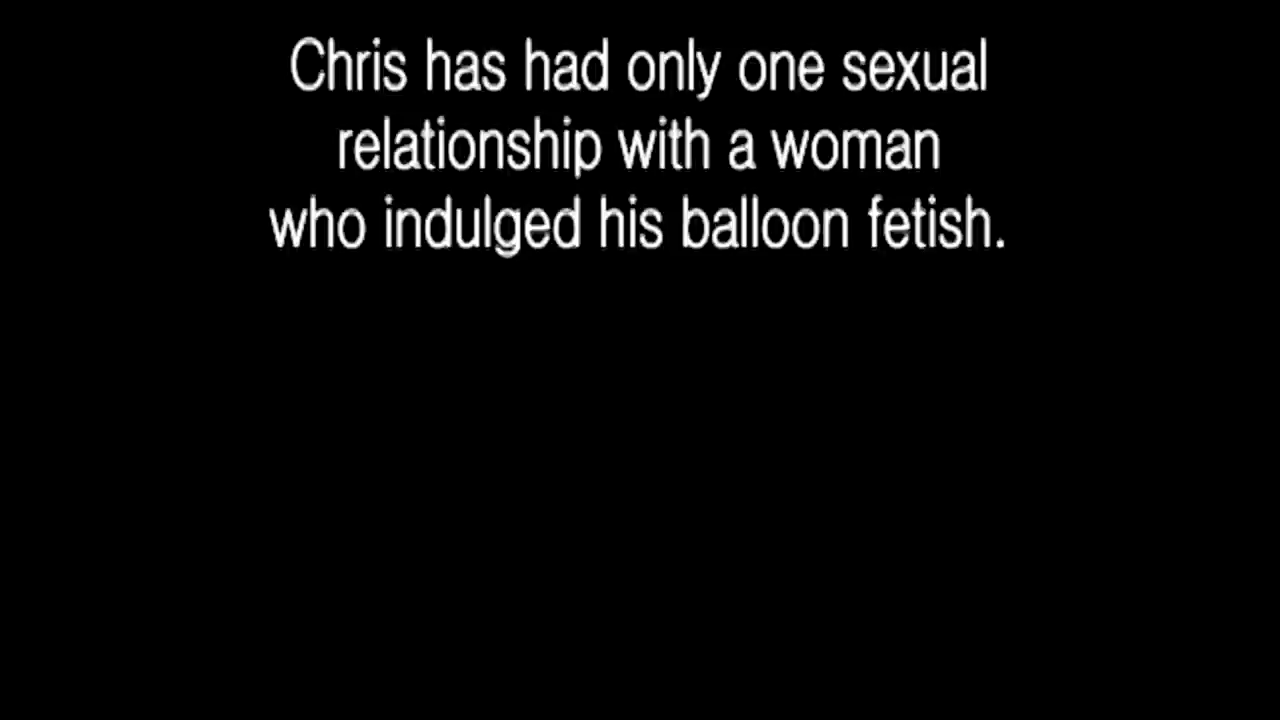 Chris has had only one sexual
relationship with a woman
who indulged his balloon fetish.